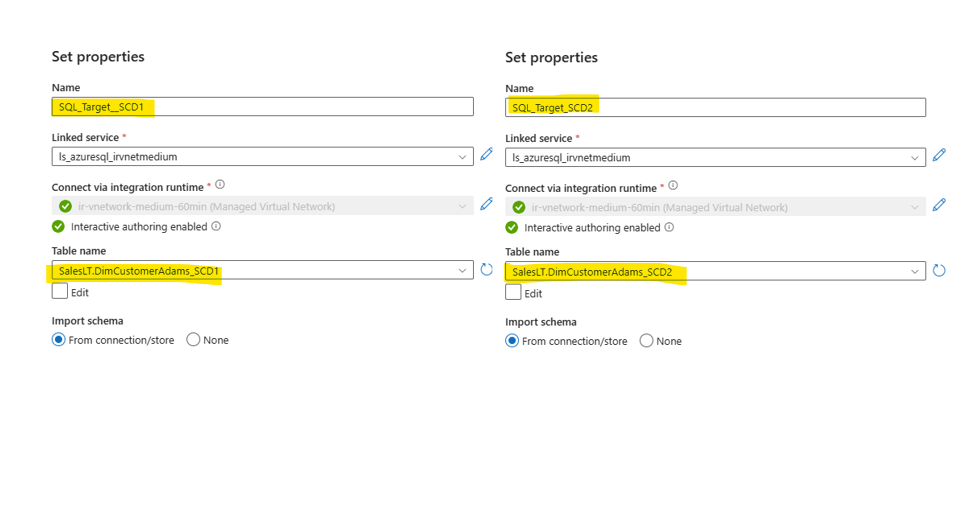 Set properties
Name
SQL_Target__SCD1
Linked service *
ls_azuresql_irvnetmedium
Connect via integration runtime *
ir-vnetwork-medium-60min (Managed Virtual Network)
Interactive authoring enabled
Table name
SalesLT.DimCustomerAdams_SCD1
Edit
Import schema
From connection/store None
Set properties
Name
SQL_Target_SCD2
Linked service *
ls_azuresql_irvnetmedium
Connect via integration runtime *
ir-vnetwork-medium-60min (Managed Virtual Network)
Interactive authoring enabled
Table name
SalesLT.DimCustomerAdams_SCD2
Edit
Import schema
From connection/store None